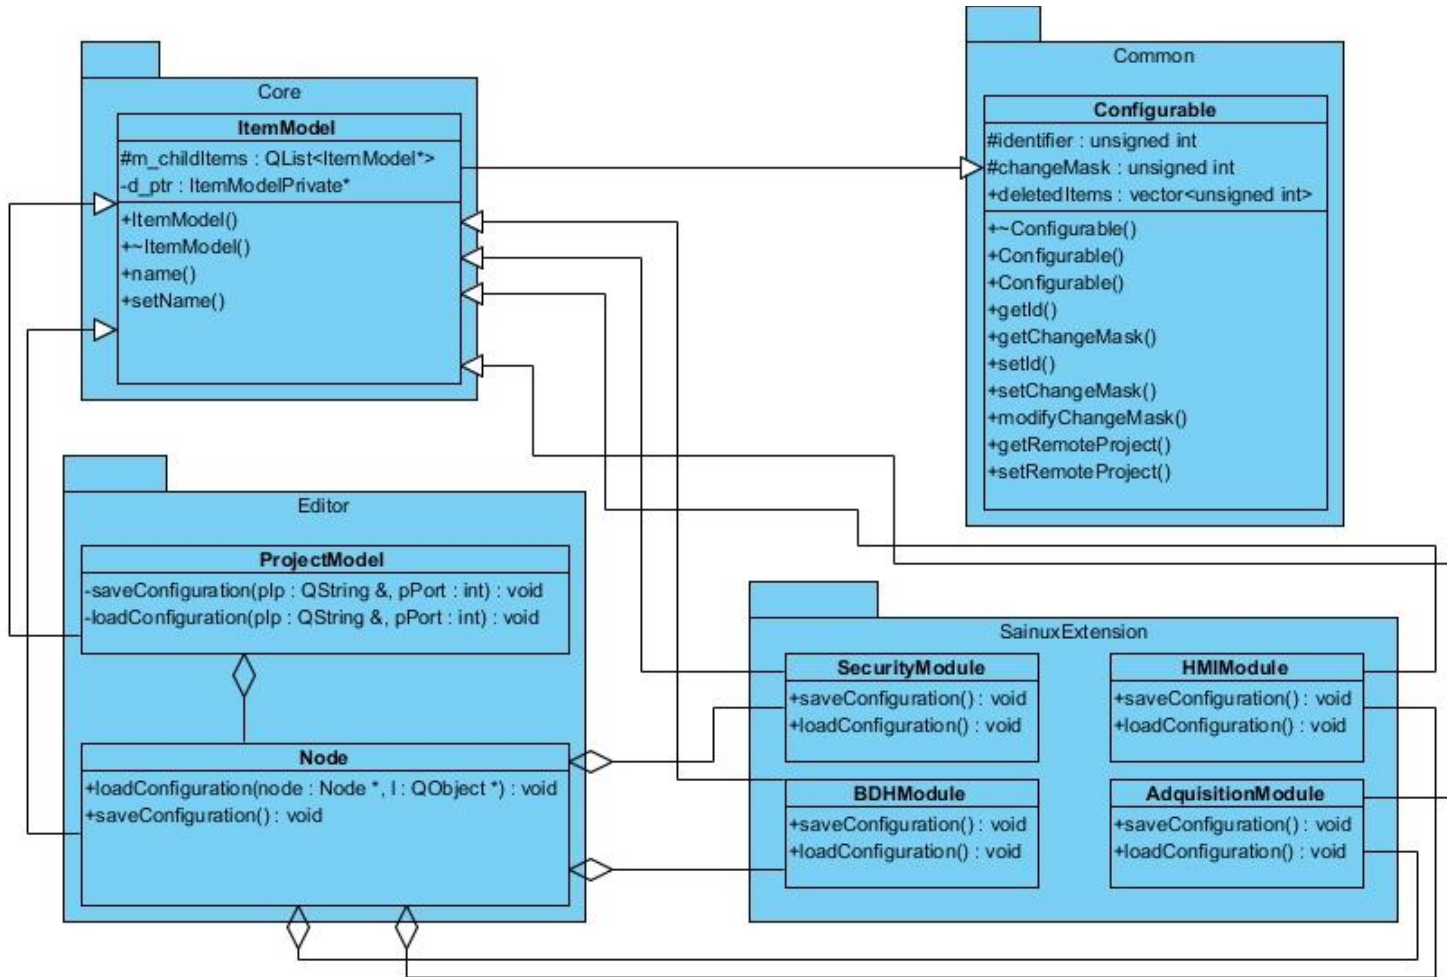 Core
ItemModel
#m_childItems : QList<ItemModel*>
-d_ptr : ItemModelPrivate*
+ItemModel()
+~ItemModel()
+name()
+setName()
Common
Configurable
#identifier : unsigned int
#changeMask : unsigned int
+deletedItems : vector<unsigned int>
+~Configurable()
+Configurable()
+Configurable()
+getId()
+getChangeMask()
+setId()
+setChangeMask()
+modifyChangeMask()
+getRemoteProject()
+setRemoteProject()
Editor
ProjectModel
-saveConfiguration(pIp : QString &, pPort : int) : void
-loadConfiguration(pIp : QString &, pPort : int) : void
Node
+loadConfiguration(node : Node *, l : QObject *) : void
+saveConfiguration() : void
SainuxExtension
SecurityModule
+saveConfiguration() : void
+loadConfiguration() : void
HMIModule
+saveConfiguration() : void
+loadConfiguration() : void
BDHModule
+saveConfiguration() : void
+loadConfiguration() : void
AdquisitionModule
+saveConfiguration() : void
+loadConfiguration() : void